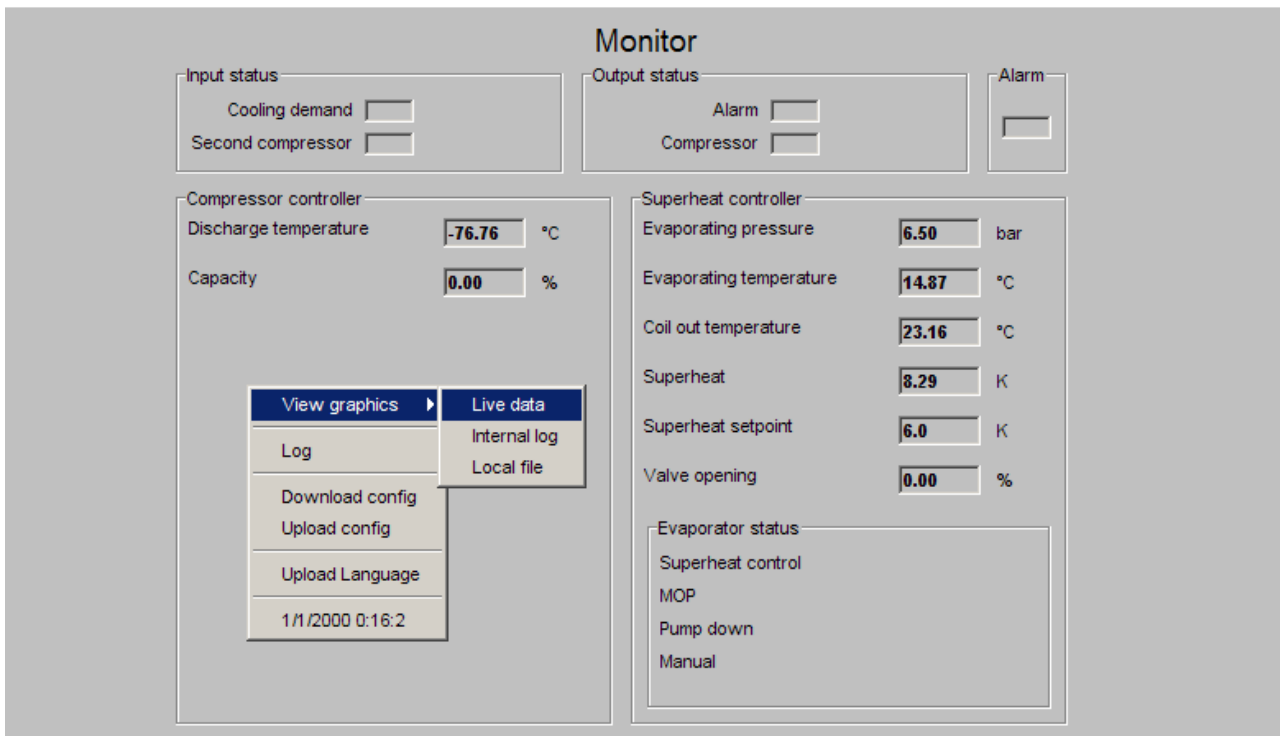 Monitor
Input status
Cooling demand
Second compressor
Output status
Alarm
Compressor
Alarm
Compressor controller
Discharge temperature -76.76 °C
Capacity 0.00 %
View graphics
Log
Download config
Upload config
Upload Language
1/1/2000 0:16:2
Live data
Internal log
Local file
Superheat controller
Evaporating pressure 6.50 bar
Evaporating temperature 14.87 °C
Coil out temperature 23.16 °C
Superheat 8.29 K
Superheat setpoint 6.0 K
Valve opening 0.00 %
Evaporator status
Superheat control
MOP
Pump down
Manual